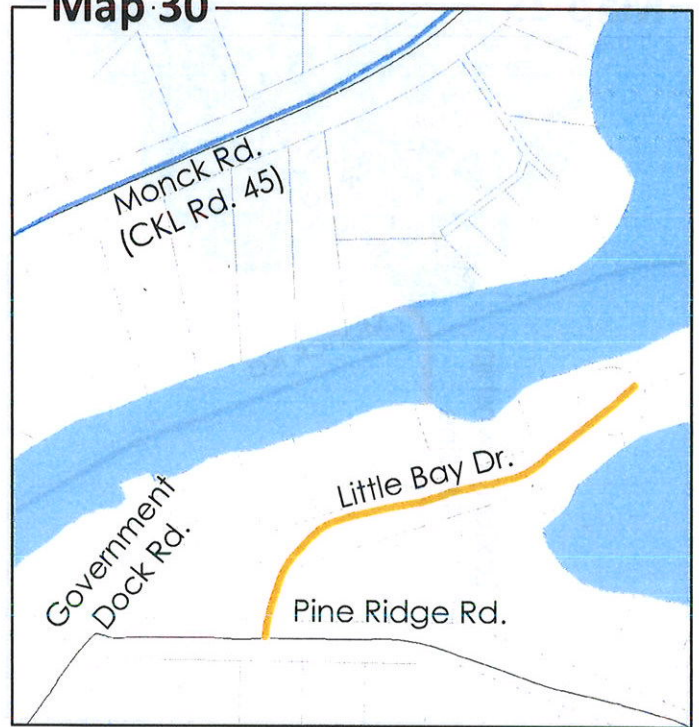 Map 30
Monck Rd.
(CKL Rd. 45)
Little Bay Dr.
Government
Dock Rd.
Pine Ridge Rd.